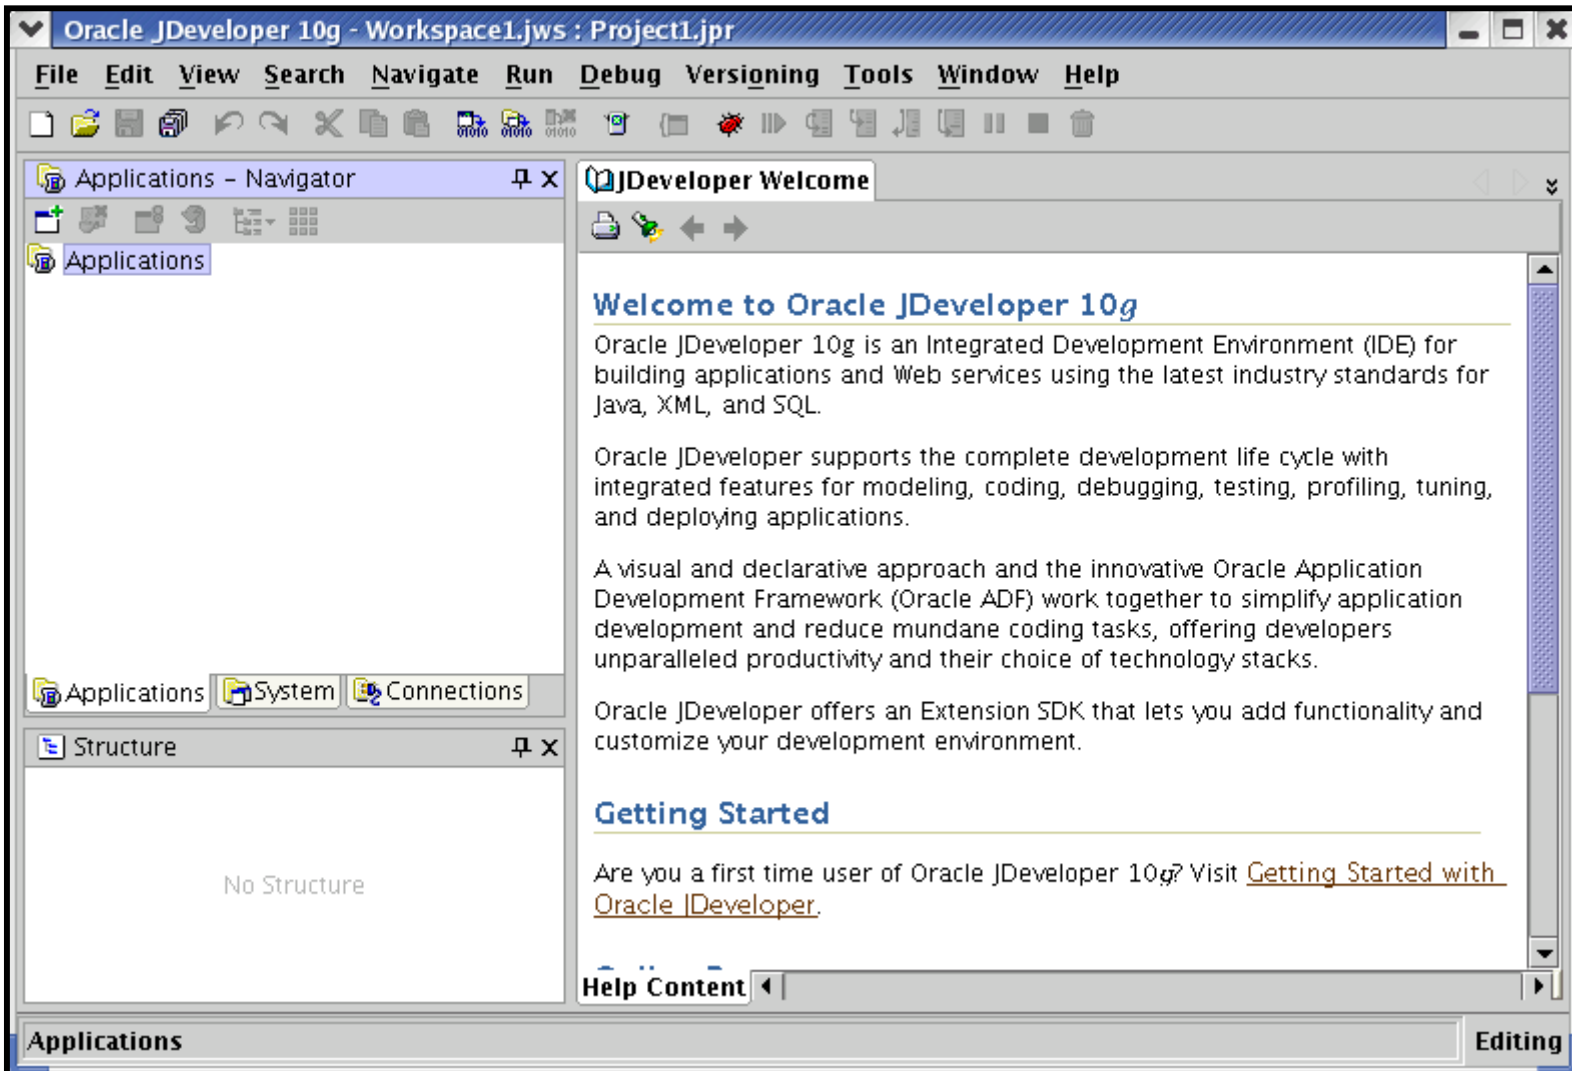 Oracle JDeveloper 10g - Workspace1.jws : Project1.jpr
File Edit View Search Navigate Run Debug Versioning Tools Window Help
Applications – Navigator
Applications
Applications System Connections
Structure
No Structure
JDeveloper Welcome
Welcome to Oracle JDeveloper 10g
Oracle JDeveloper 10g is an Integrated Development Environment (IDE) for
building applications and Web services using the latest industry standards for
Java, XML, and SQL.
Oracle JDeveloper supports the complete development life cycle with
integrated features for modeling, coding, debugging, testing, profiling, tuning,
and deploying applications.
A visual and declarative approach and the innovative Oracle Application
Development Framework (Oracle ADF) work together to simplify application
development and reduce mundane coding tasks, offering developers
unparalleled productivity and their choice of technology stacks.
Oracle JDeveloper offers an Extension SDK that lets you add functionality and
customize your development environment.
Getting Started
Are you a first time user of Oracle JDeveloper 10g? Visit Getting Started with
Oracle JDeveloper.
Help Content
Applications
Editing